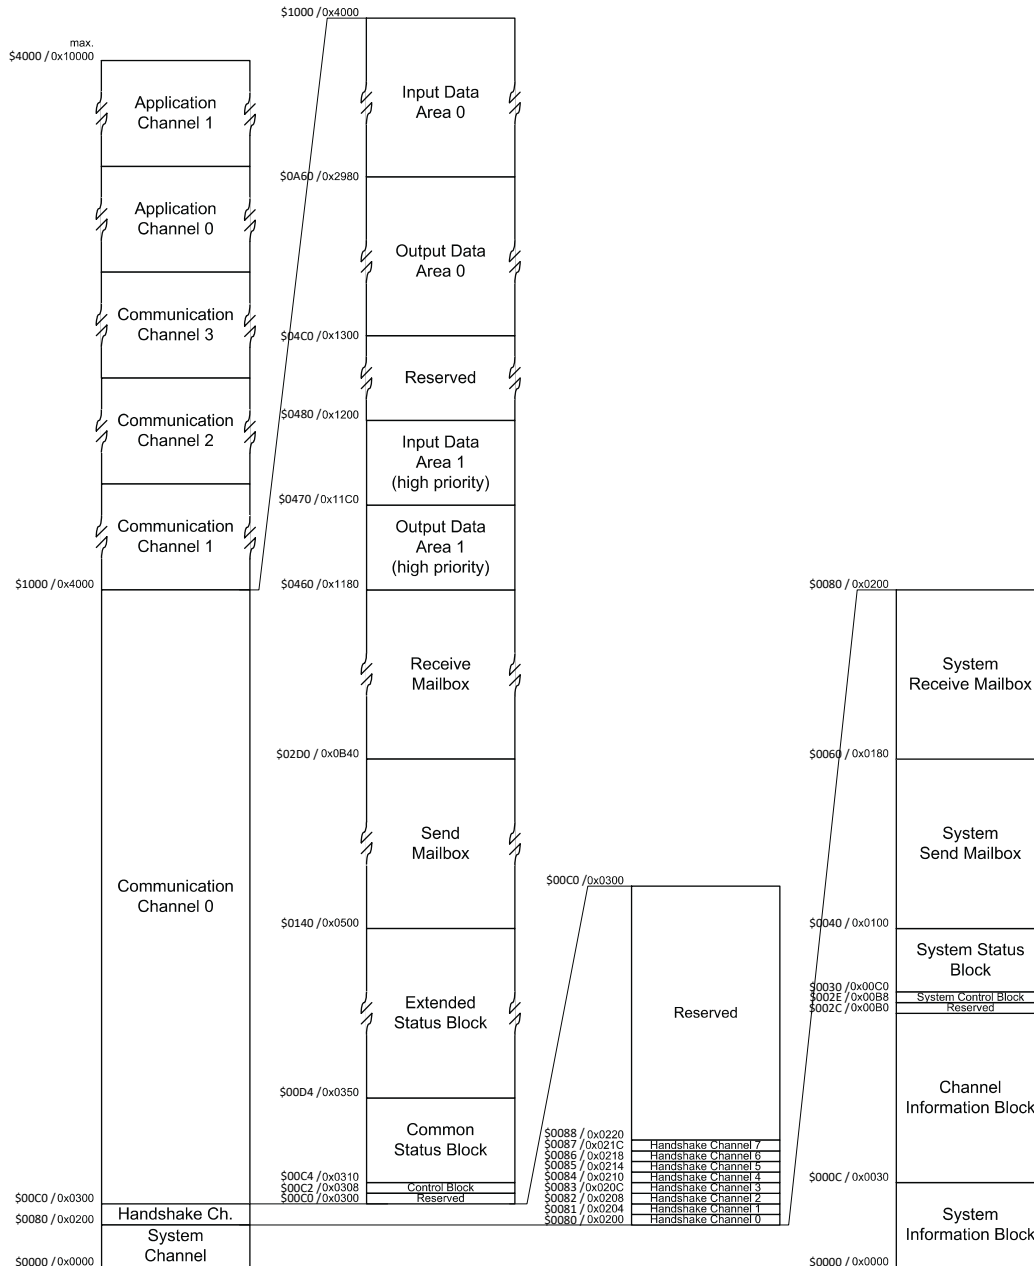 max.
$4000 / 0x10000
Application
Channel 1
Application
Channel 0
Communication
Channel 3
Communication
Channel 2
Communication
Channel 1
$1000 / 0x4000
Communication
Channel 0
$00C0 / 0x0300
Handshake Ch.
$0080 / 0x0200
System
Channel
$0000 / 0x0000
$1000 / 0x4000
Input Data
Area 0
$0A60 / 0x2980
Output Data
Area 0
$04C0 / 0x1300
Reserved
$0480 / 0x1200
Input Data
Area 1
(high priority)
$0470 / 0x11C0
Output Data
Area 1
(high priority)
$0460 / 0x1180
Receive
Mailbox
$02D0 / 0x0B40
Send
Mailbox
$0140 / 0x0500
Extended
Status Block
$00D4 / 0x0350
Common
Status Block
$00C4 / 0x0310
Control Block
$00C2 / 0x0308
Reserved
$00C0 / 0x0300
$00C0 / 0x0300
Reserved
$0088 / 0x0220
Handshake Channel 7
$0087 / 0x021C
Handshake Channel 6
$0086 / 0x0218
Handshake Channel 5
$0085 / 0x0214
Handshake Channel 4
$0084 / 0x0210
Handshake Channel 3
$0083 / 0x020C
Handshake Channel 2
$0082 / 0x0208
Handshake Channel 1
$0081 / 0x0204
Handshake Channel 0
$0080 / 0x0200
$0080 / 0x0200
System
Receive Mailbox
$0060 / 0x0180
System
Send Mailbox
$0040 / 0x0100
System Status
Block
$0030 / 0x00C0
System Control Block
$002E / 0x00B8
Reserved
$002C / 0x00B0
Channel
Information Block
$000C / 0x0030
System
Information Block
$0000 / 0x0000